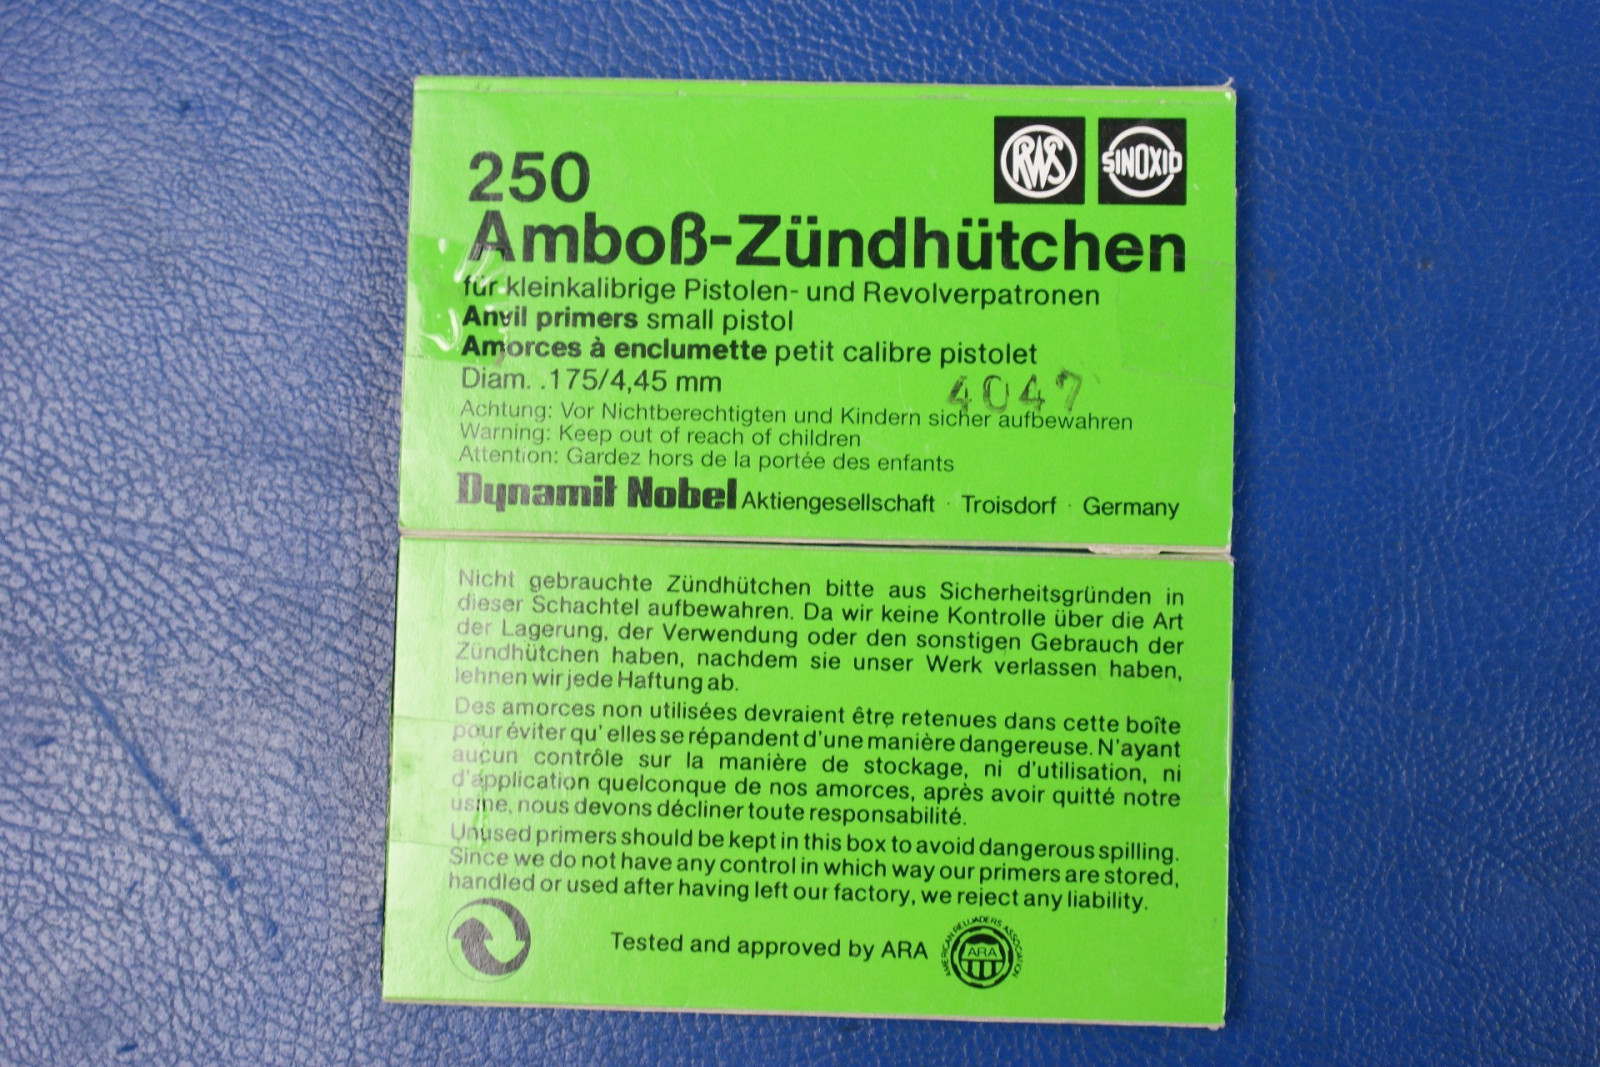 RWS SINOXID
250
Amboß-Zündhütchen
für kleinkalibrige Pistolen- und Revolverpatronen
Anvil primers small pistol
Amorces à enclumette petit calibre pistolet
Diam. .175/4,45 mm
4047
Achtung: Vor Nichtberechtigten und Kindern sicher aufbewahren
Warning: Keep out of reach of children
Attention: Gardez hors de la portée des enfants
Dynamit Nobel Aktiengesellschaft · Troisdorf · Germany
Nicht gebrauchte Zündhütchen bitte aus Sicherheitsgründen in
dieser Schachtel aufbewahren. Da wir keine Kontrolle über die Art
der Lagerung, der Verwendung oder den sonstigen Gebrauch der
Zündhütchen haben, nachdem sie unser Werk verlassen haben,
lehnen wir jede Haftung ab.
Des amorces non utilisées devraient être retenues dans cette boîte
pour éviter qu' elles se répandent d'une manière dangereuse. N'ayant
aucun contrôle sur la manière de stockage, ni d'utilisation, ni
d'application quelconque de nos amorces, après avoir quitté notre
usine, nous devons décliner toute responsabilité.
Unused primers should be kept in this box to avoid dangerous spilling.
Since we do not have any control in which way our primers are stored,
handled or used after having left our factory, we reject any liability.
Tested and approved by ARA
AMERICAN RELOADERS ASSOCIATION
ARA